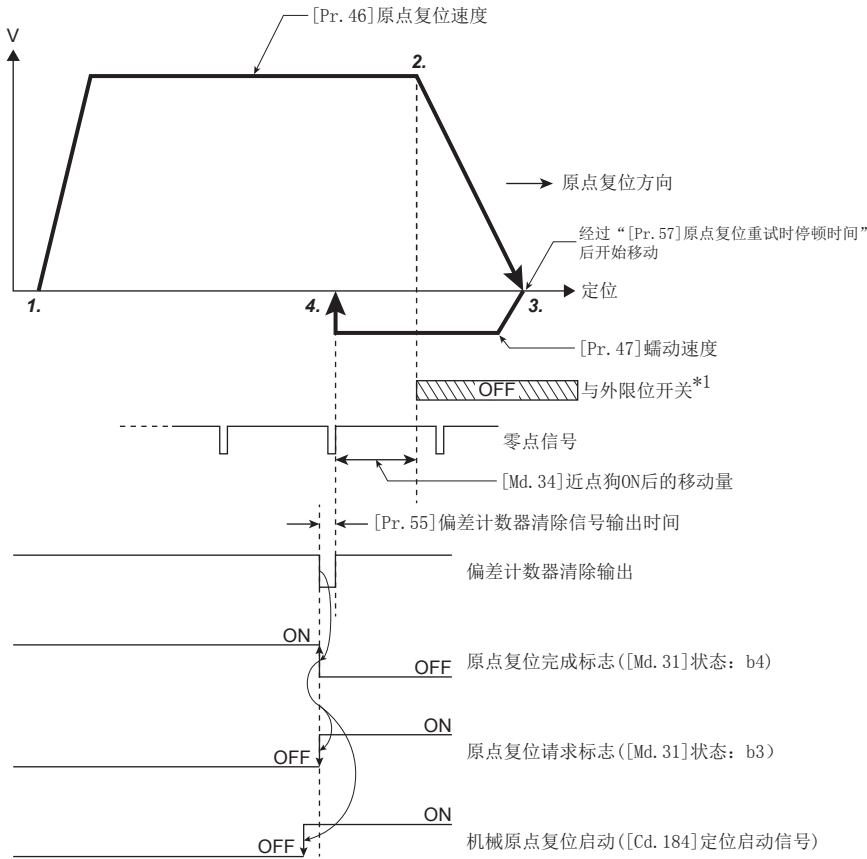 [Pr.46]原点复位速度
V
2.
原点复位方向
经过“[Pr.57]原点复位重试时停顿时间”
后开始移动
定位
1.
4.
3.
[Pr.47]蠕动速度
OFF
与外限位开关*1
零点信号
[Md.34]近点狗ON后的移动量
[Pr.55]偏差计数器清除信号输出时间
偏差计数器清除输出
ON
OFF
原点复位完成标志([Md.31]状态：b4)
ON
OFF
原点复位请求标志([Md.31]状态：b3)
ON
OFF
机械原点复位启动([Cd.184]定位启动信号)